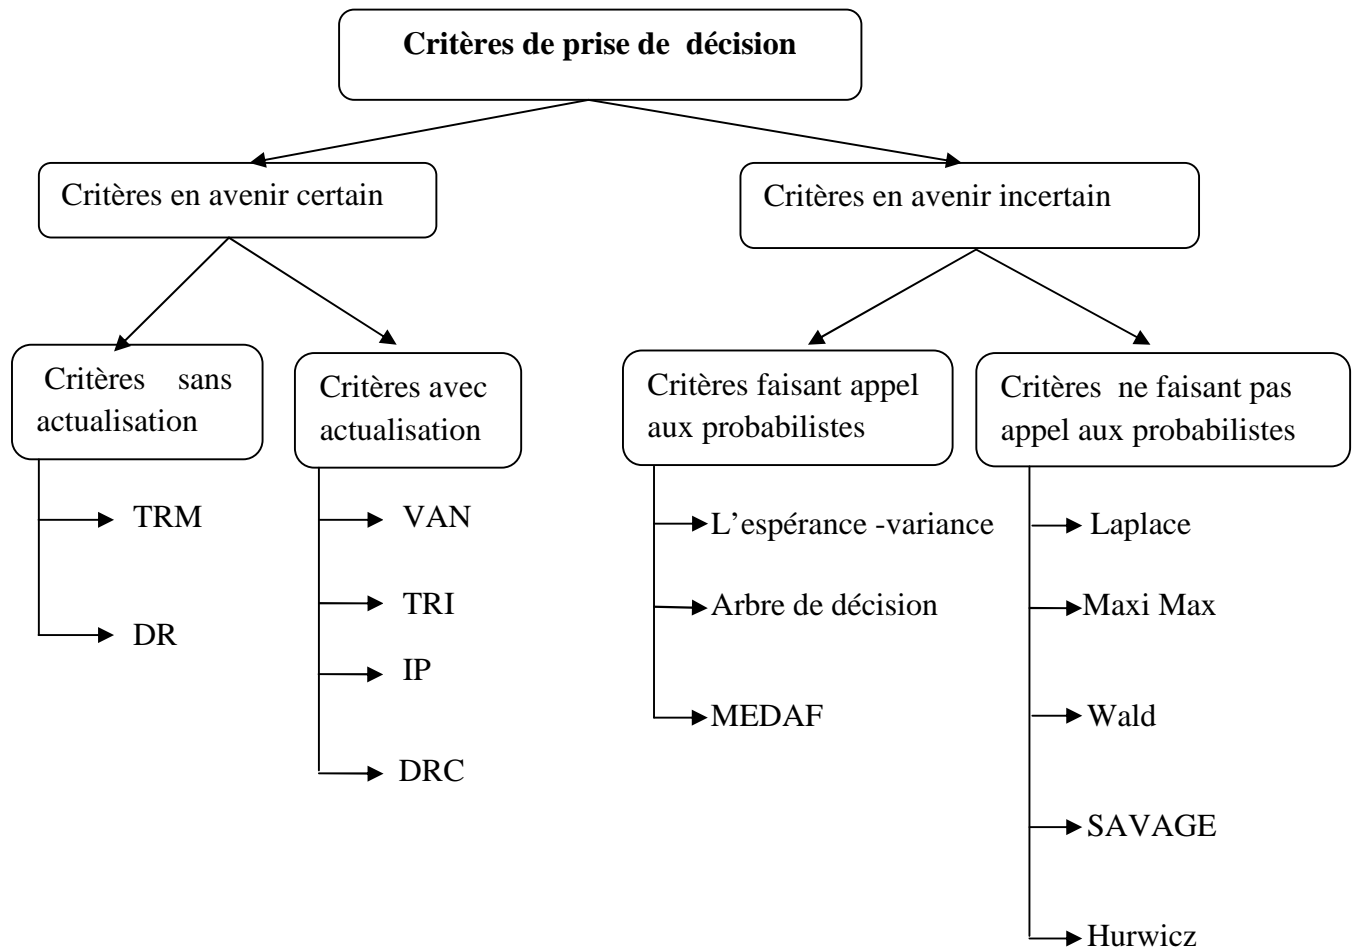 Critères de prise de décision
Critères en avenir certain
Critères en avenir incertain
Critères sans
actualisation
Critères avec
actualisation
Critères faisant appel
aux probabilistes
Critères ne faisant pas
appel aux probabilistes
TRM
DR
VAN
TRI
IP
DRC
L'espérance -variance
Arbre de décision
MEDAF
Laplace
Maxi Max
Wald
SAVAGE
Hurwicz